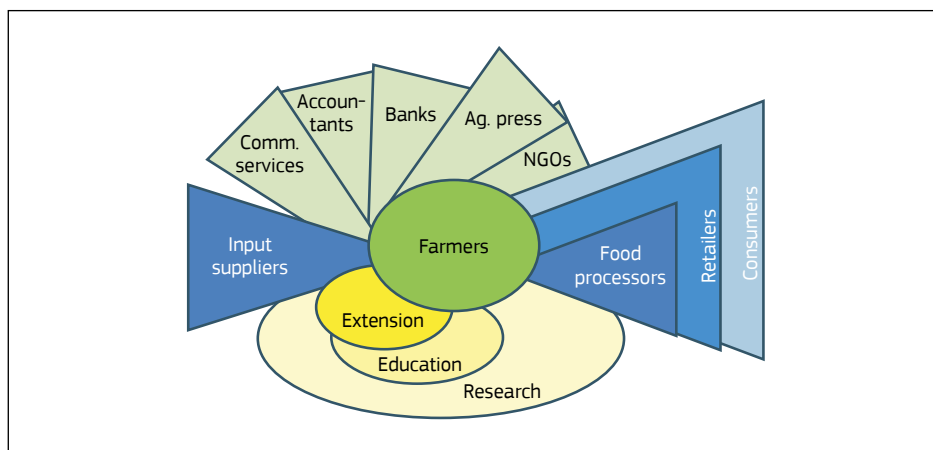 Accoun-
tants
Banks
Ag. press
Comm.
services
NGOs
Input
suppliers
Farmers
Food
processors
Retailers
Consumers
Extension
Education
Research